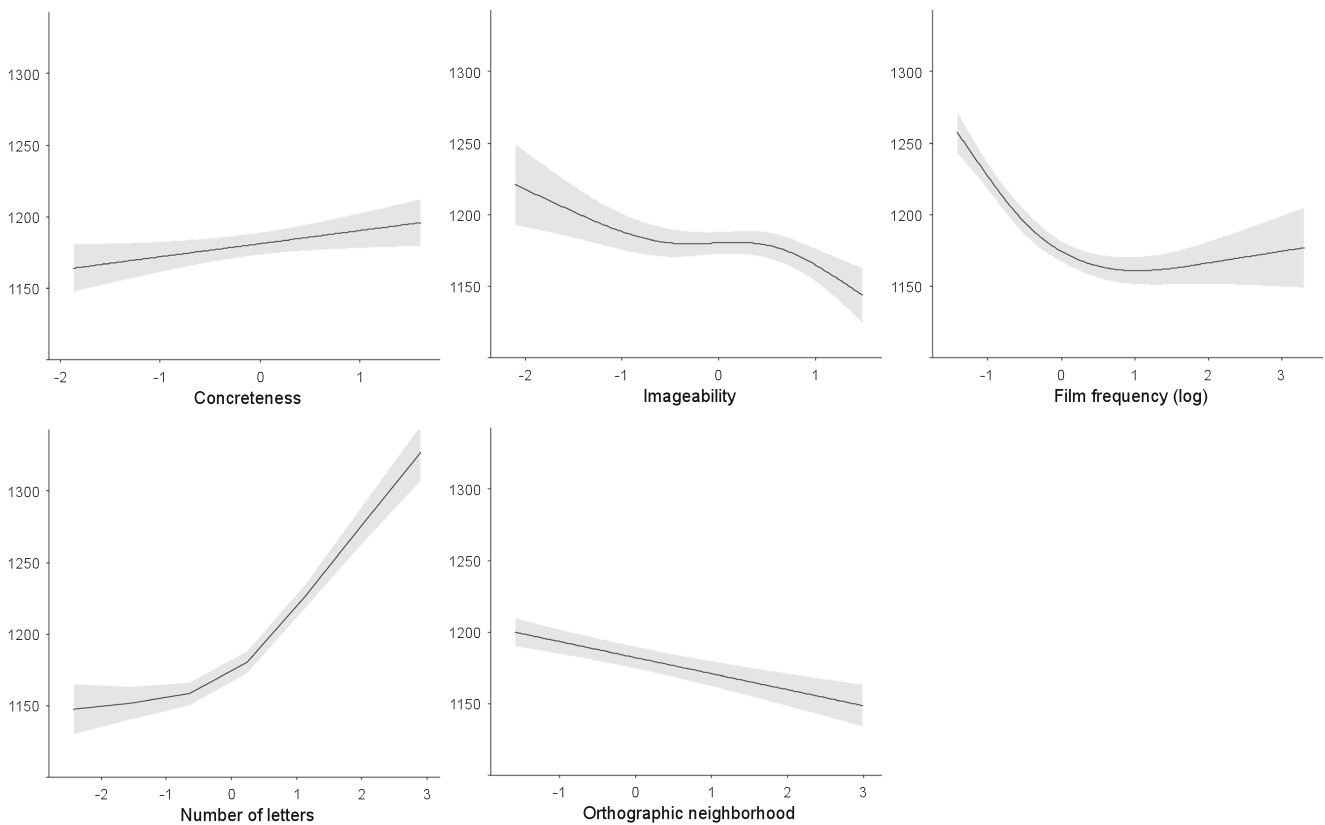 1300
1250
1200
1150
-2 -1 0 1
Concreteness
1300
1250
1200
1150
-2 -1 0 1
Imageability
1300
1250
1200
1150
-1 0 1 2 3
Film frequency (log)
1300
1250
1200
1150
-2 -1 0 1 2 3
Number of letters
1300
1250
1200
1150
-1 0 1 2 3
Orthographic neighborhood